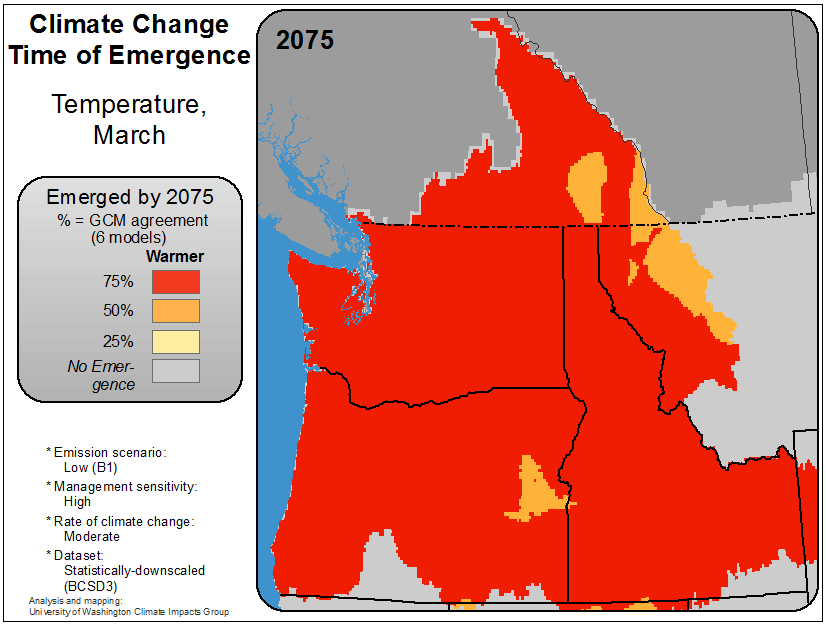 Climate Change
Time of Emergence
Temperature,
March
Emerged by 2075
% = GCM agreement
(6 models)
Warmer
75%
50%
25%
No Emer-
gence
* Emission scenario:
Low (B1)
* Management sensitivity:
High
* Rate of climate change:
Moderate
* Dataset:
Statistically-downscaled
(BCSD3)
Analysis and mapping:
University of Washington Climate Impacts Group
2075